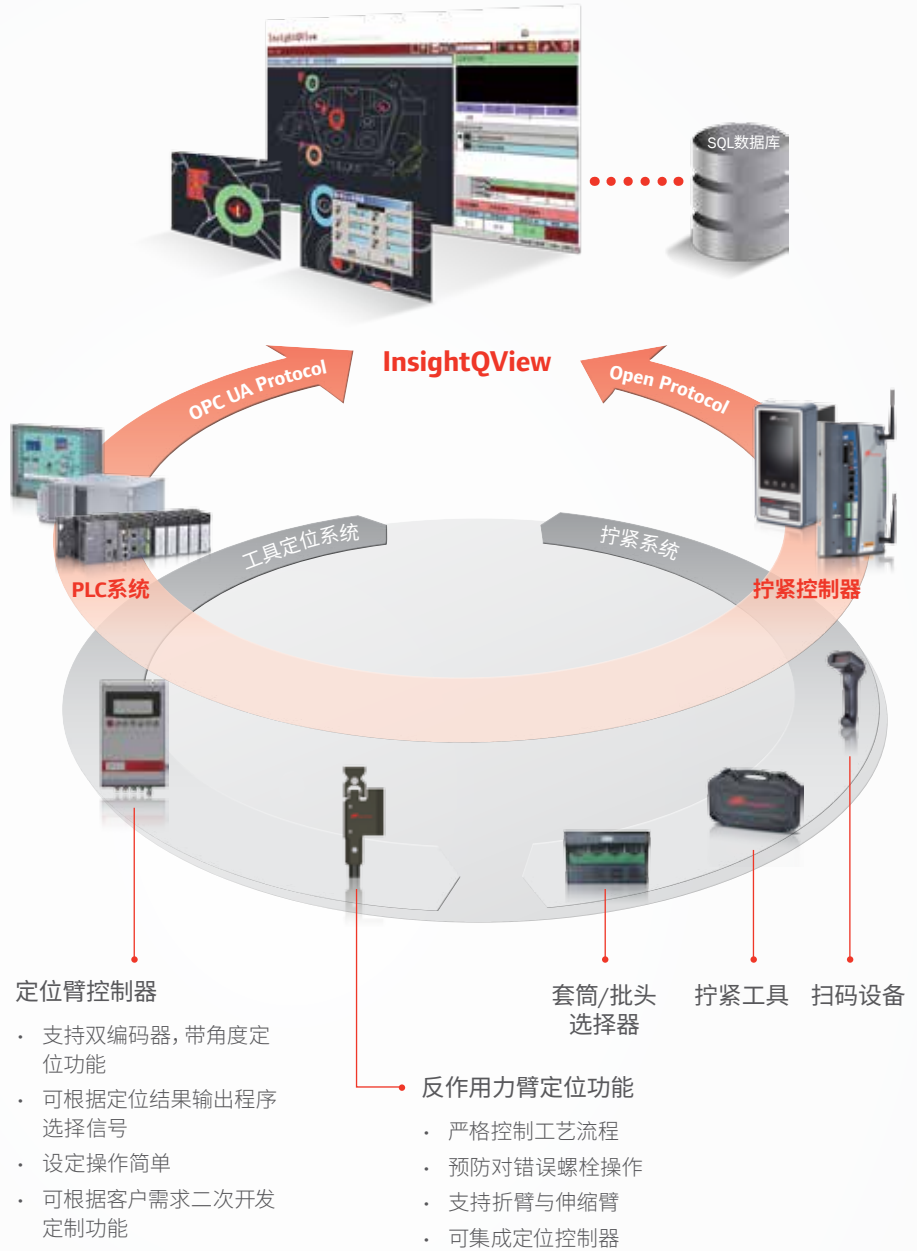 InsightQView
SQL数据库
InsightQView
OPC UA Protocol
Open Protocol
工具定位系统
拧紧系统
PLC系统
拧紧控制器
定位臂控制器
· 支持双编码器，带角度定
位功能
· 可根据定位结果输出程序
选择信号
· 设定操作简单
· 可根据客户需求二次开发
定制功能
套筒/批头
选择器
拧紧工具
扫码设备
反作用力臂定位功能
· 严格控制工艺流程
· 预防对错误螺栓操作
· 支持折臂与伸缩臂
· 可集成定位控制器